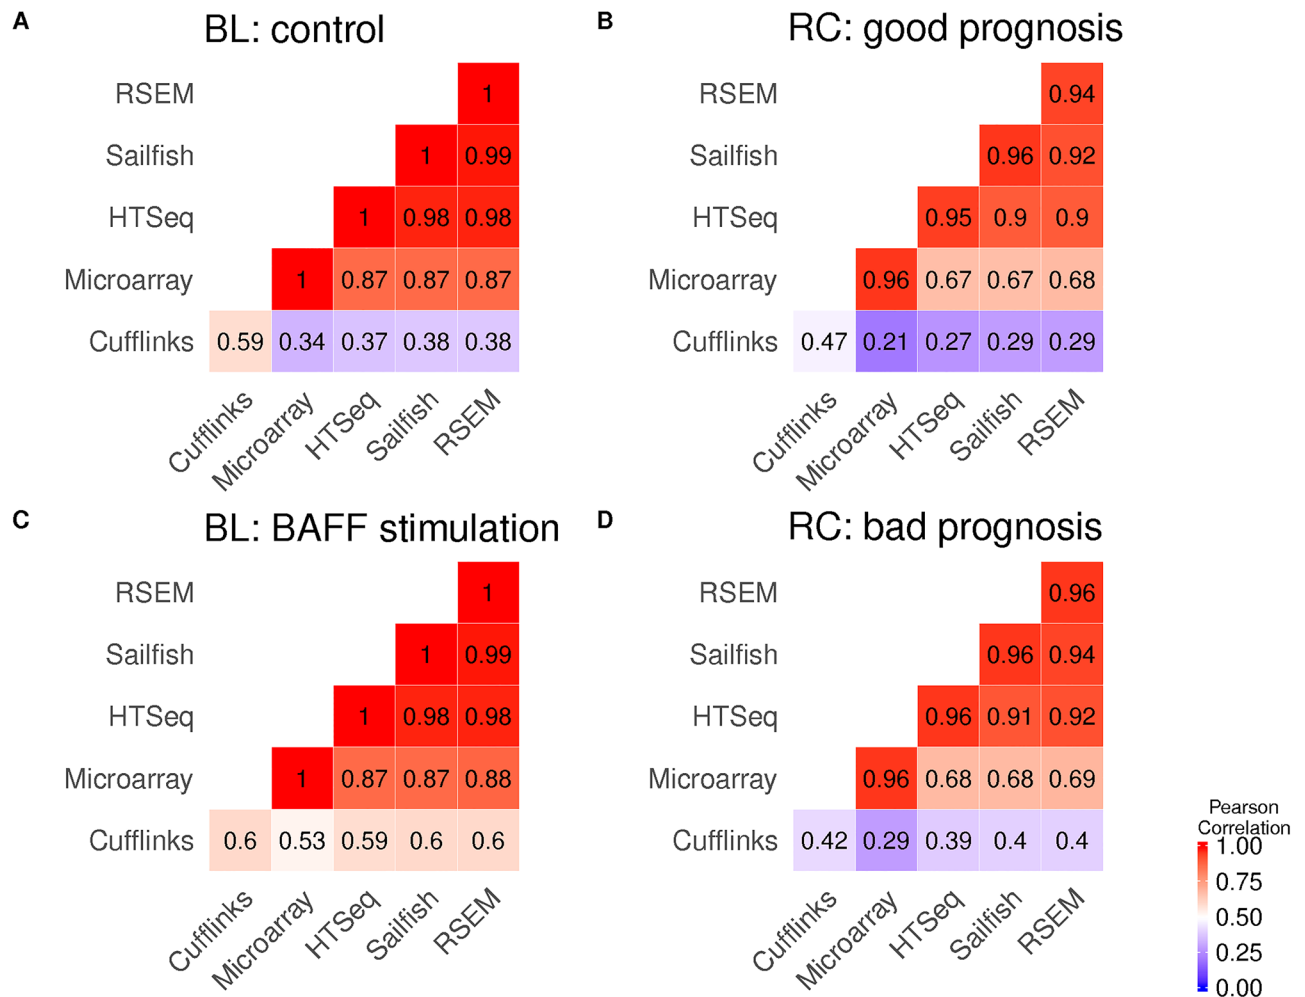 A BL: control
RSEM 1
Sailfish 1 0.99
HTSeq 1 0.98 0.98
Microarray 1 0.87 0.87 0.87
Cufflinks 0.59 0.34 0.37 0.38 0.38
Cufflinks Microarray HTSeq Sailfish RSEM
B RC: good prognosis
RSEM 0.94
Sailfish 0.96 0.92
HTSeq 0.95 0.9 0.9
Microarray 0.96 0.67 0.67 0.68
Cufflinks 0.47 0.21 0.27 0.29 0.29
Cufflinks Microarray HTSeq Sailfish RSEM
C BL: BAFF stimulation
RSEM 1
Sailfish 1 0.99
HTSeq 1 0.98 0.98
Microarray 1 0.87 0.87 0.88
Cufflinks 0.6 0.53 0.59 0.6 0.6
Cufflinks Microarray HTSeq Sailfish RSEM
D RC: bad prognosis
RSEM 0.96
Sailfish 0.96 0.94
HTSeq 0.96 0.91 0.92
Microarray 0.96 0.68 0.68 0.69
Cufflinks 0.42 0.29 0.39 0.4 0.4
Cufflinks Microarray HTSeq Sailfish RSEM
Pearson
Correlation
1.00
0.75
0.50
0.25
0.00